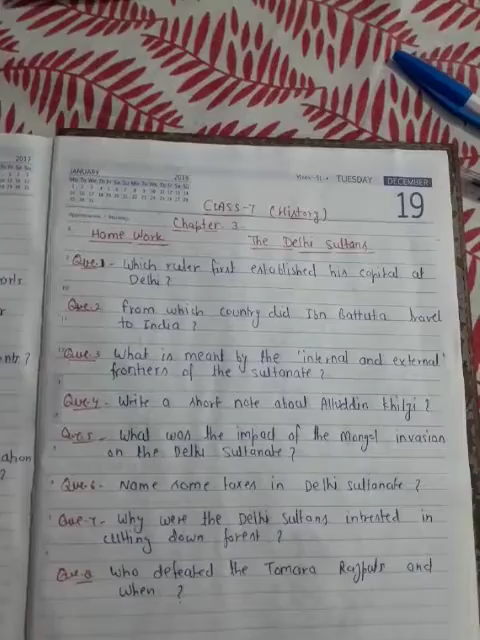 2017
JANUARY 2018
TUESDAY DECEMBER
19
CLASS-7 (History)
Chapter 3
Home Work The Delhi Sultans
Que.1- Which ruler first established his capital at
Delhi?
Que.2 From which country did Ibn Battuta travel
to India?
Que.3 What is meant by the 'internal and external'
frontiers of the sultanate?
Que.4- Write a short note about Alluddin Khilzi?
Que.5- What was the impact of the Mongol invasion
on the Delhi Sultanate?
Que.6- Name some taxes in Delhi sultanate?
Que.7- Why were the Delhi Sultans intrested in
cutting down forest?
Que.8 Who defeated the Tomara Rajputs and
when?